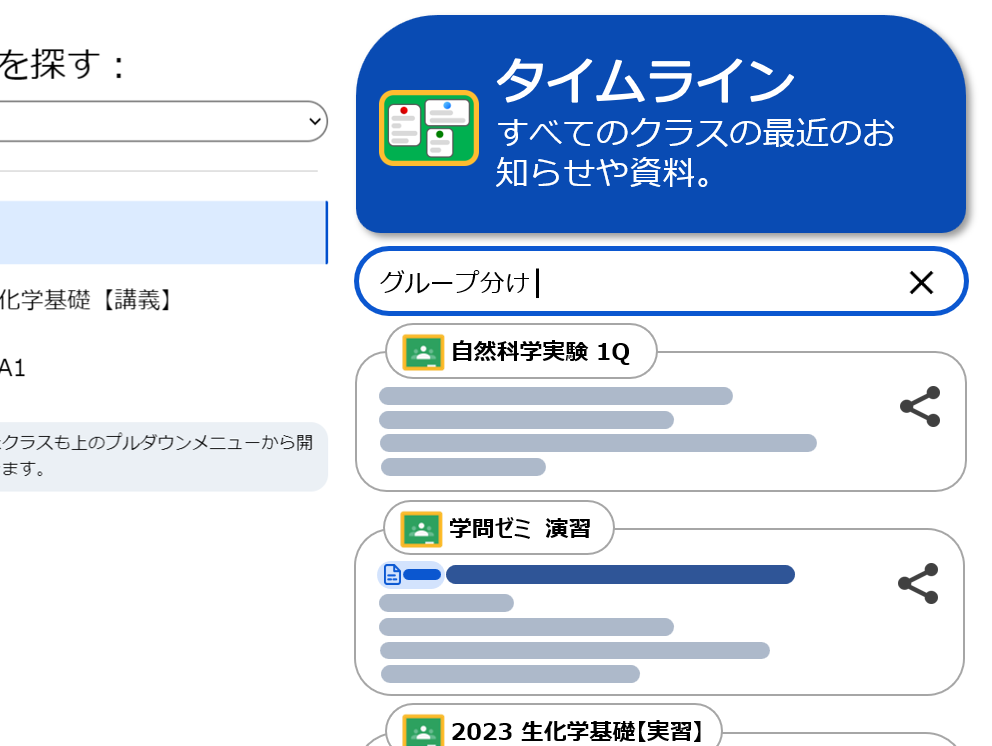 を探す：
化学基礎【講義】
A1
クラスも上のプルダウンメニューから開
ます。
タイムライン
すべてのクラスの最近のお
知らせや資料。
グループ分け
自然科学実験 1Q
学問ゼミ 演習
2023 生化学基礎【実習】